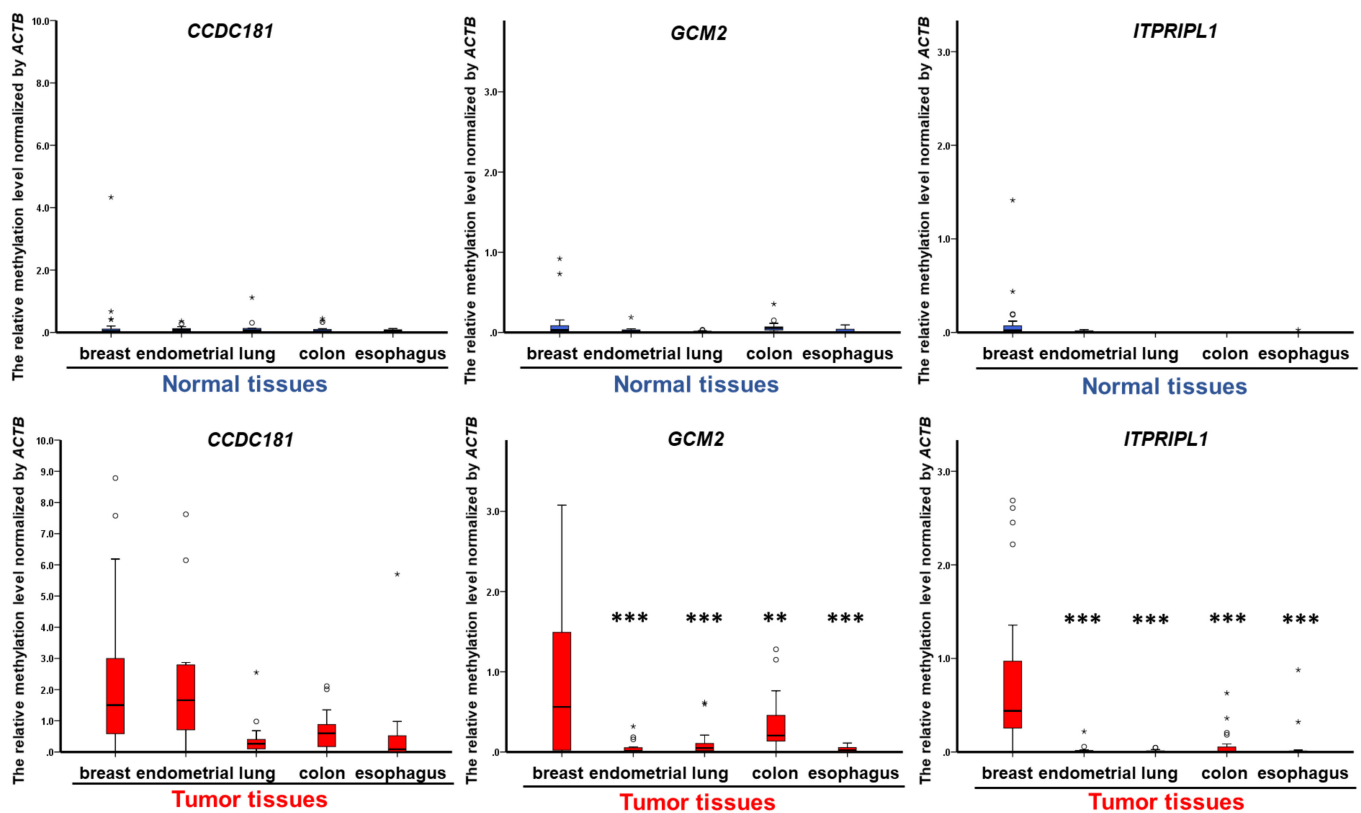 The relative methylation level normalized by ACTB
CCDC181
10.0
8.0
6.0
4.0
2.0
.0
breast endometrial lung colon esophagus
Normal tissues
The relative methylation level normalized by ACTB
GCM2
3.0
2.0
1.0
.0
breast endometrial lung colon esophagus
Normal tissues
The relative methylation level normalized by ACTB
ITPRIPL1
3.0
2.0
1.0
.0
breast endometrial lung colon esophagus
Normal tissues
The relative methylation level normalized by ACTB
CCDC181
10.0
9.0
8.0
7.0
6.0
5.0
4.0
3.0
2.0
1.0
.0
breast endometrial lung colon esophagus
Tumor tissues
The relative methylation level normalized by ACTB
GCM2
3.0
2.0
*** *** ** ***
1.0
.0
breast endometrial lung colon esophagus
Tumor tissues
The relative methylation level normalized by ACTB
ITPRIPL1
3.0
2.0
*** *** *** ***
1.0
.0
breast endometrial lung colon esophagus
Tumor tissues